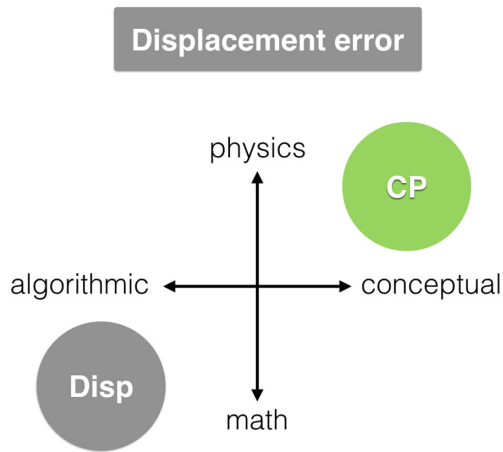 Displacement error
physics
CP
algorithmic
conceptual
Disp
math